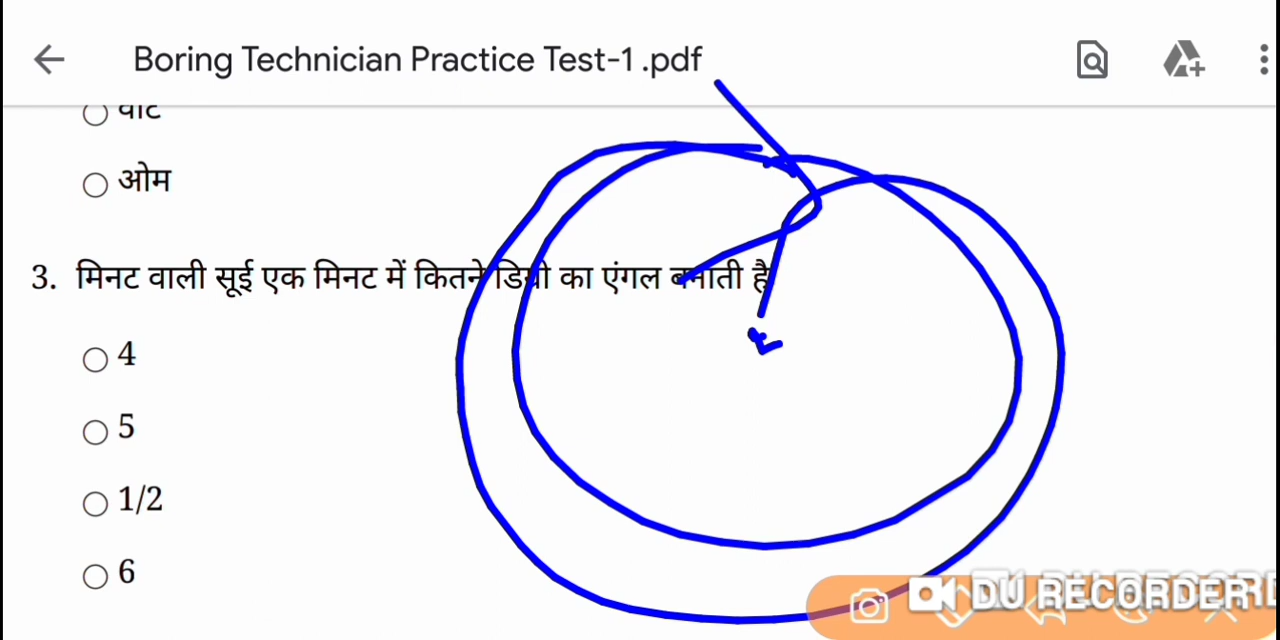 Boring Technician Practice Test-1 .pdf
ओम
3. मिनट वाली सूई एक मिनट में कितने डिग्री का एंगल बनाती है
4
5
1/2
6
DU RECORDER